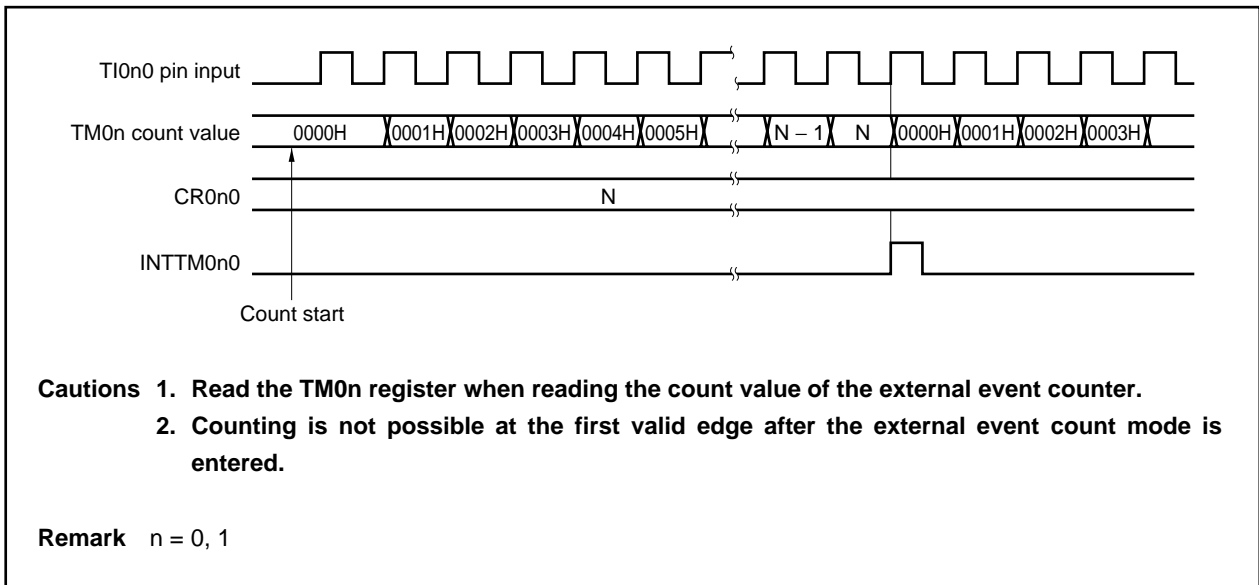 TI0n0 pin input
TM0n count value 0000H 0001H 0002H 0003H 0004H 0005H N – 1 N 0000H 0001H 0002H 0003H
CR0n0 N
INTTM0n0
Count start
Cautions 1. Read the TM0n register when reading the count value of the external event counter.
2. Counting is not possible at the first valid edge after the external event count mode is
entered.
Remark n = 0, 1